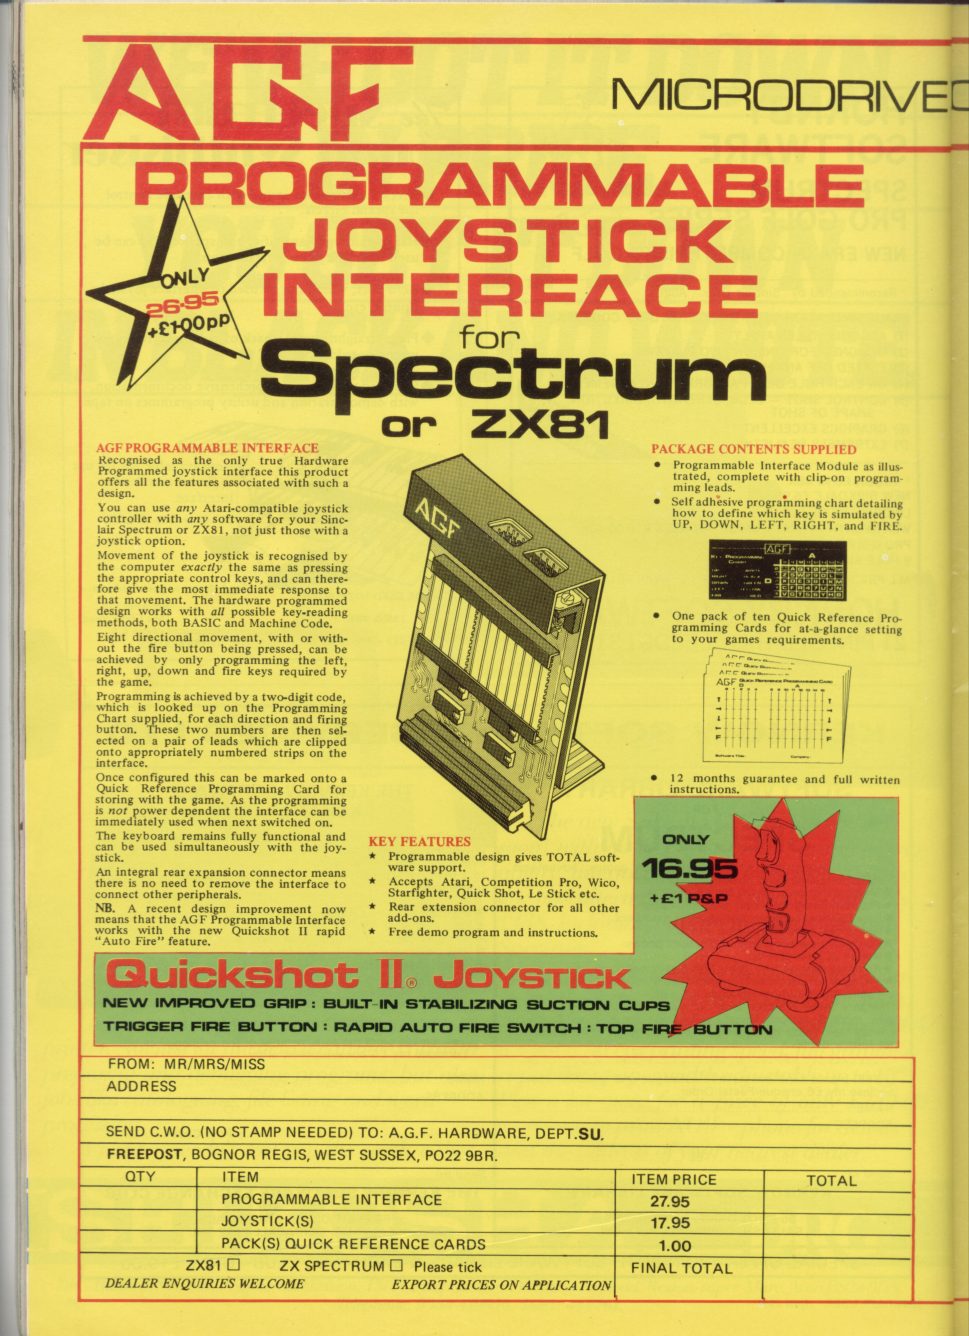 AGF
MICRODRIVE
PROGRAMMABLE
JOYSTICK
INTERFACE
for
Spectrum
or ZX81
ONLY
26·95
+£1·00pp
AGF PROGRAMMABLE INTERFACE
Recognised as the only true Hardware
Programmed joystick interface this product
offers all the features associated with such a
design.
You can use any Atari-compatible joystick
controller with any software for your Sinc-
lair Spectrum or ZX81, not just those with a
joystick option.
Movement of the joystick is recognised by
the computer exactly the same as pressing
the appropriate control keys, and can there-
fore give the most immediate response to
that movement. The hardware programmed
design works with all possible key-reading
methods, both BASIC and Machine Code.
Eight directional movement, with or with-
out the fire button being pressed, can be
achieved by only programming the left,
right, up, down and fire keys required by
the game.
Programming is achieved by a two-digit code,
which is looked up on the Programming
Chart supplied, for each direction and firing
button. These two numbers are then sel-
ected on a pair of leads which are clipped
onto appropriately numbered strips on the
interface.
Once configured this can be marked onto a
Quick Reference Programming Card for
storing with the game. As the programming
is not power dependent the interface can be
immediately used when next switched on.
The keyboard remains fully functional and
can be used simultaneously with the joy-
stick.
An integral rear expansion connector means
there is no need to remove the interface to
connect other peripherals.
NB. A recent design improvement now
means that the AGF Programmable Interface
works with the new Quickshot II rapid
"Auto Fire" feature.
AGF
KEY FEATURES
★ Programmable design gives TOTAL soft-
ware support.
★ Accepts Atari, Competition Pro, Wico,
Starfighter, Quick Shot, Le Stick etc.
★ Rear extension connector for all other
add-ons.
★ Free demo program and instructions.
PACKAGE CONTENTS SUPPLIED
● Programmable Interface Module as illus-
trated, complete with clip-on program-
ming leads.
● Self adhesive programming chart detailing
how to define which key is simulated by
UP, DOWN, LEFT, RIGHT, and FIRE.
AGF
● One pack of ten Quick Reference Pro-
gramming Cards for at-a-glance setting
to your games requirements.
AGF QUICK REFERENCE PROGRAMMING CARD
Software Title: Company:
● 12 months guarantee and full written
instructions.
ONLY
16.95
+£1 P&P
Quickshot II® JOYSTICK
NEW IMPROVED GRIP : BUILT-IN STABILIZING SUCTION CUPS
TRIGGER FIRE BUTTON : RAPID AUTO FIRE SWITCH : TOP FIRE BUTTON
FROM: MR/MRS/MISS
ADDRESS
SEND C.W.O. (NO STAMP NEEDED) TO: A.G.F. HARDWARE, DEPT.SU,
FREEPOST, BOGNOR REGIS, WEST SUSSEX, PO22 9BR.
QTY ITEM ITEM PRICE TOTAL
PROGRAMMABLE INTERFACE 27.95
JOYSTICK(S) 17.95
PACK(S) QUICK REFERENCE CARDS 1.00
ZX81 □ ZX SPECTRUM □ Please tick FINAL TOTAL
DEALER ENQUIRIES WELCOME EXPORT PRICES ON APPLICATION